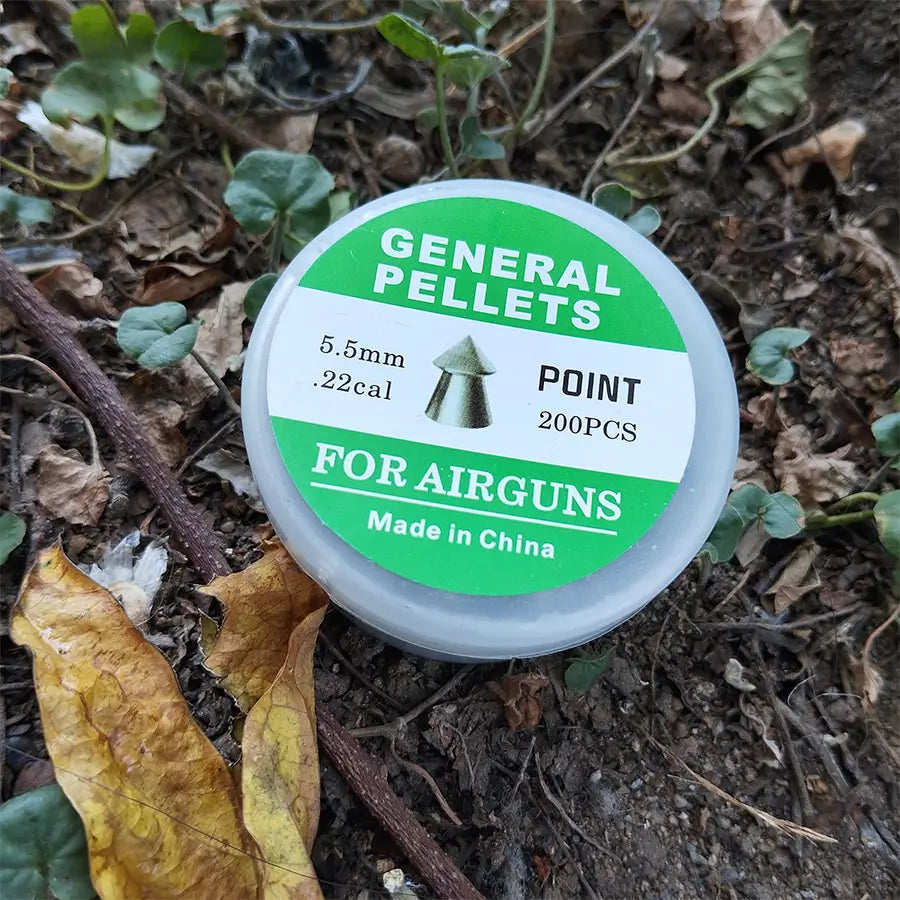 GENERAL
PELLETS
5.5mm
.22cal
POINT
200PCS
FOR AIRGUNS
Made in China